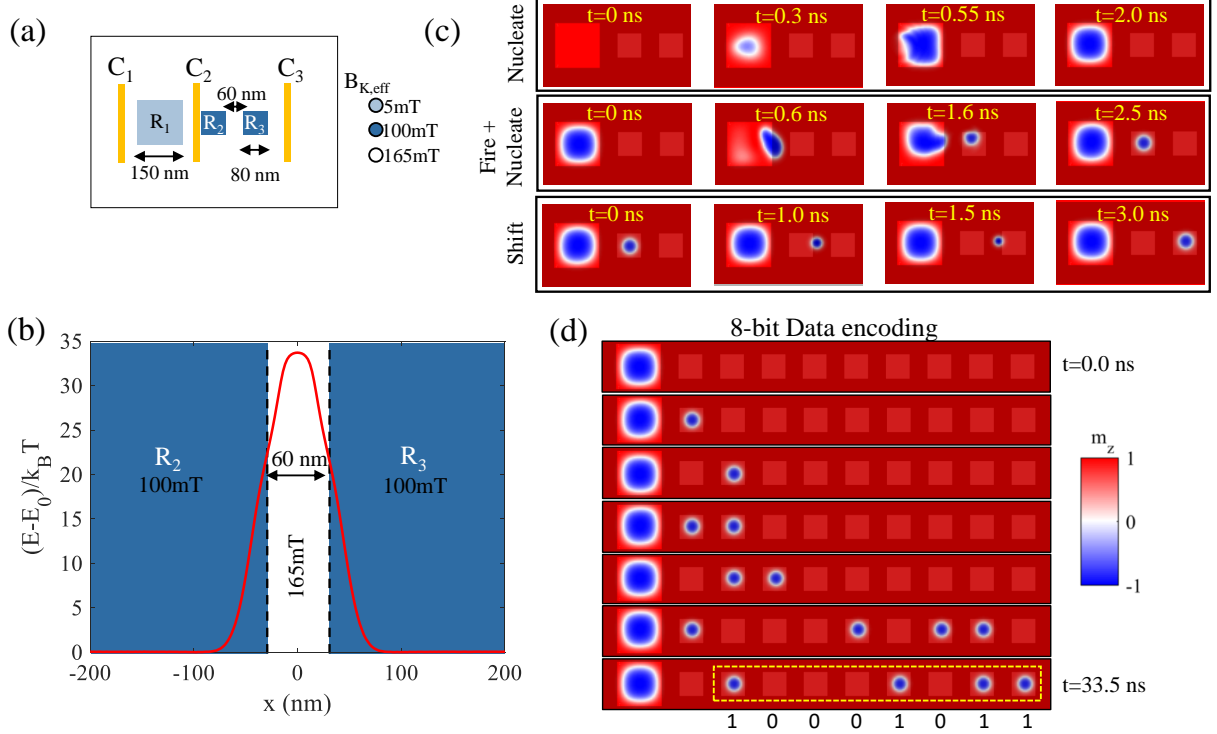 (a)
C1 C2 C3
60 nm
R1 R2 R3
150 nm
80 nm
BK,eff
5mT
100mT
165mT
(c)
Nucleate
t=0 ns t=0.3 ns t=0.55 ns t=2.0 ns
Fire +
Nucleate
t=0 ns t=0.6 ns t=1.6 ns t=2.5 ns
Shift
t=0 ns t=1.0 ns t=1.5 ns t=3.0 ns
(b)
(E-E0)/kB T
35
30
25
20
15
10
5
0
R2
100mT
60 nm
165mT
R3
100mT
-200 -100 0 100 200
x (nm)
(d)
8-bit Data encoding
t=0.0 ns
t=33.5 ns
1 0 0 0 1 0 1 1
mz
1
0
-1